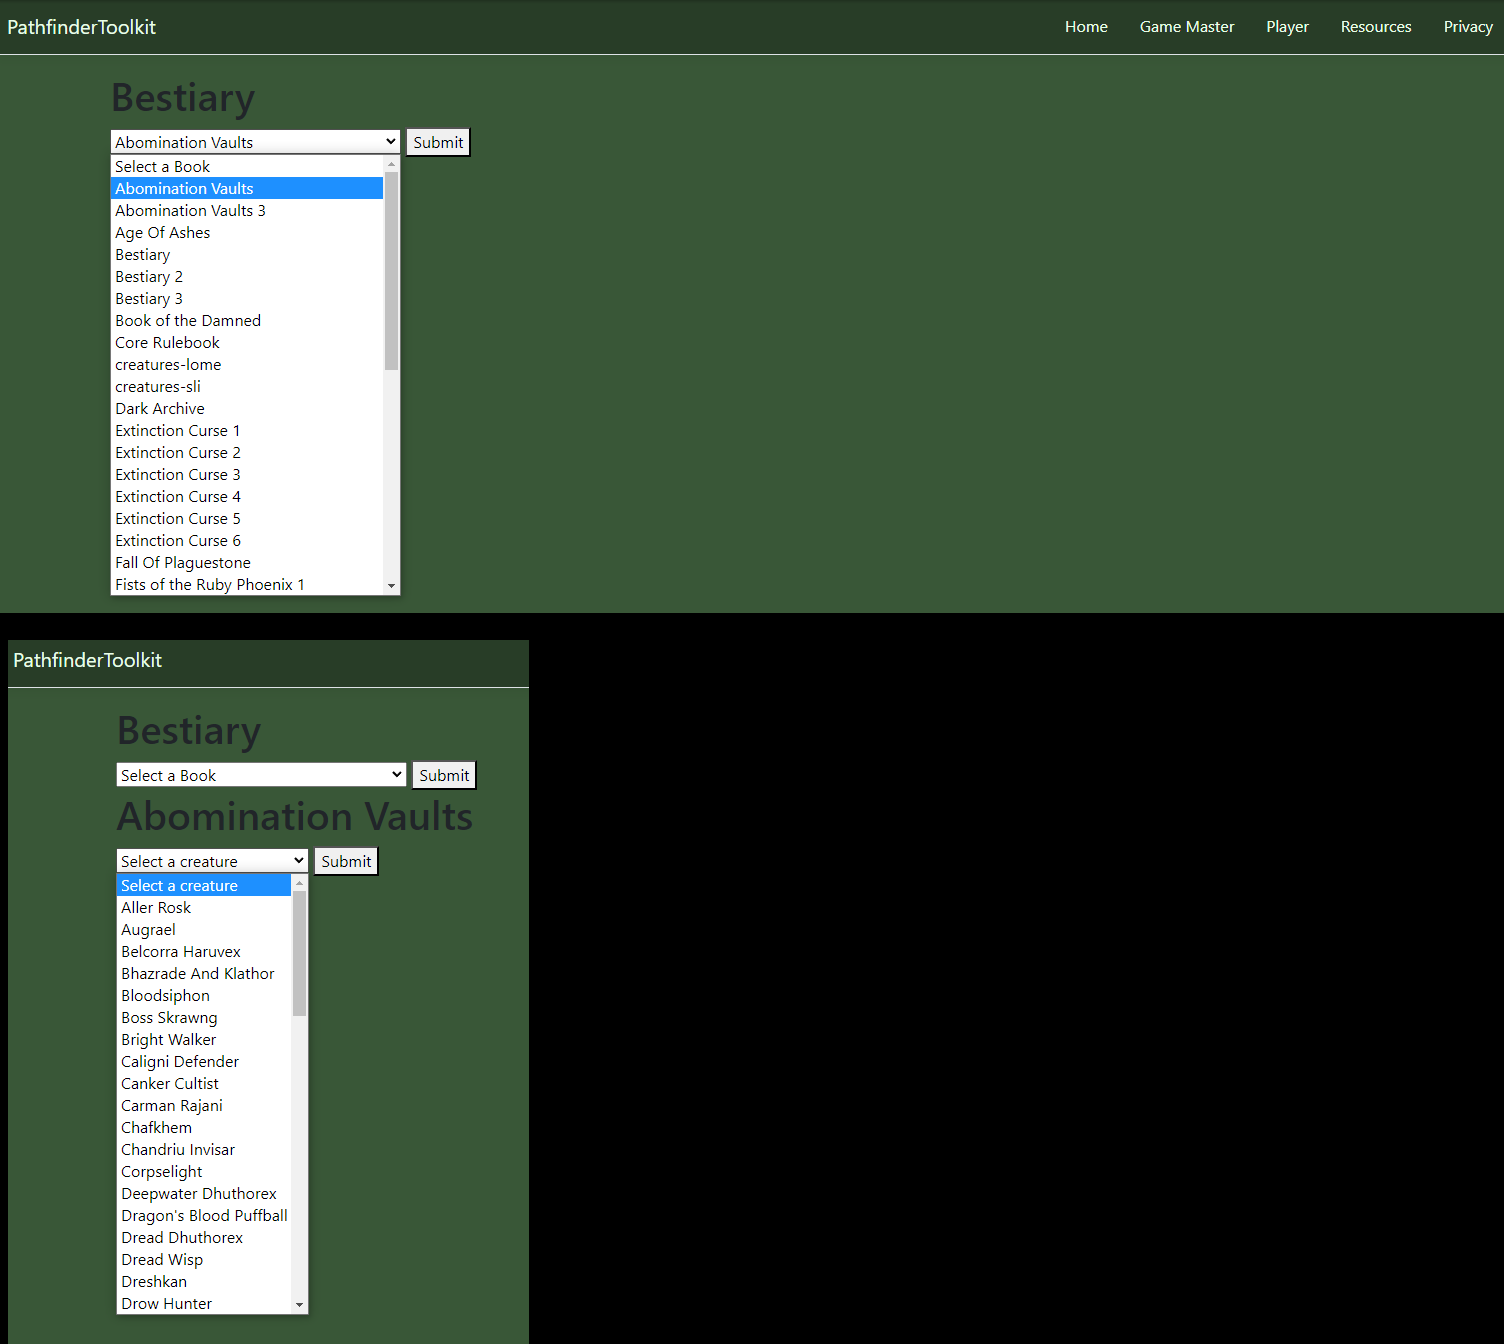 PathfinderToolkit Home Game Master Player Resources Privacy
Bestiary
Abomination Vaults Submit
Select a Book
Abomination Vaults
Abomination Vaults 3
Age Of Ashes
Bestiary
Bestiary 2
Bestiary 3
Book of the Damned
Core Rulebook
creatures-lome
creatures-sli
Dark Archive
Extinction Curse 1
Extinction Curse 2
Extinction Curse 3
Extinction Curse 4
Extinction Curse 5
Extinction Curse 6
Fall Of Plaguestone
Fists of the Ruby Phoenix 1
PathfinderToolkit
Bestiary
Select a Book Submit
Abomination Vaults
Select a creature Submit
Select a creature
Aller Rosk
Augrael
Belcorra Haruvex
Bhazrade And Klathor
Bloodsiphon
Boss Skrawng
Bright Walker
Caligni Defender
Canker Cultist
Carman Rajani
Chafkhem
Chandriu Invisar
Corpselight
Deepwater Dhuthorex
Dragon's Blood Puffball
Dread Dhuthorex
Dread Wisp
Dreshkan
Drow Hunter